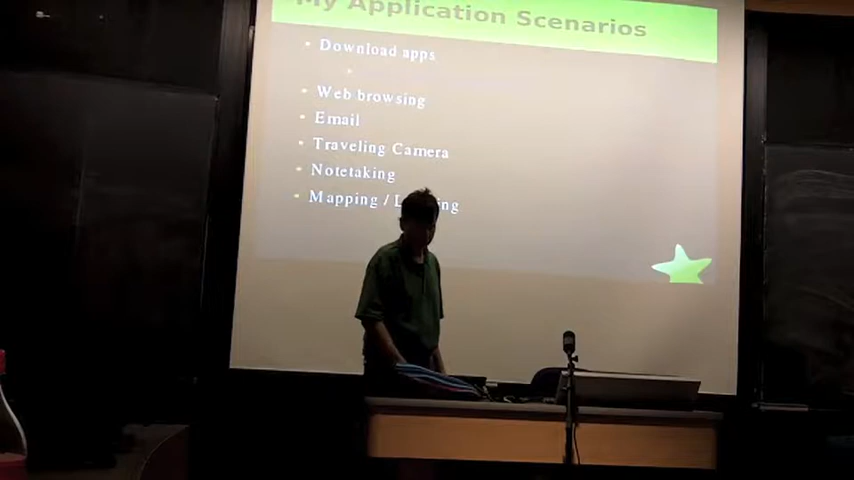 My Application Scenarios
Download apps
Web browsing
Email
Traveling Camera
Notetaking
Mapping /